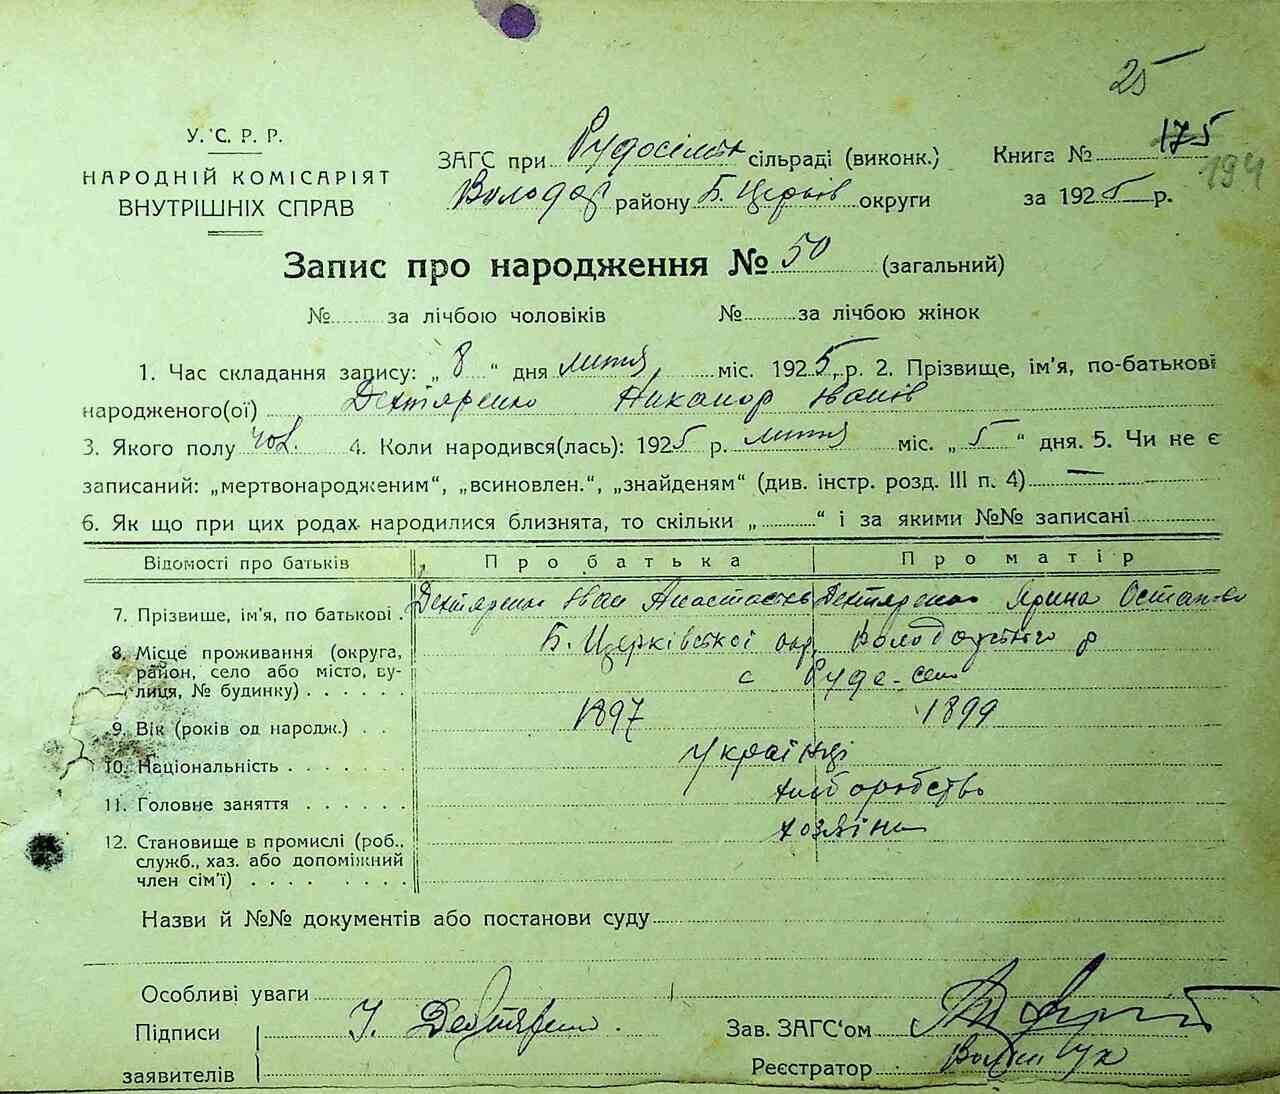 25
У.С.Р.Р.
НАРОДНІЙ КОМІСАРІЯТ
ВНУТРІШНІХ СПРАВ
ЗАГС при Рудосільск сільраді (виконк.)
Володар району Б. Церків округи
Книга № 175
194
за 1925 р.
Запис про народження № 50 (загальний)
№ за лічбою чоловіків № за лічбою жінок
1. Час складання запису: „8“ дня лютя міс. 1925 р. 2. Прізвище, ім'я, по-батькові
народженого(ої) Дехтяренко Никанор Іванів
3. Якого полу чол. 4. Коли народився(лась): 1925 р. лютя міс. „5“ дня. 5. Чи не є
записаний: „мертвонародженим“, „всиновлен.“, „знайденям“ (див. інстр. розд. III п. 4) —
6. Як що при цих родах народилися близнята, то скільки „ “ і за якими №№ записані
Відомості про батьків Про батька Про матір
7. Прізвище, ім'я, по батькові Дехтяренко Іван Анастасів Дехтяренко Ярина Остапова
8. Місце проживання (округа, район, село або місто, вулиця, № будинку) Б. Церківської окр. Володарського р
с Руде-село
9. Вік (років од народж.) 1897 1899
10. Національність Українці
11. Головне заняття хліборобство
12. Становище в промислі (роб., служб., хаз. або допоміжний член сім'ї) хозяїни
Назви й №№ документів або постанови суду
Особливі уваги
Підписи заявителів І. Дехтяренко.
Зав. ЗАГС'ом
Реєстратор